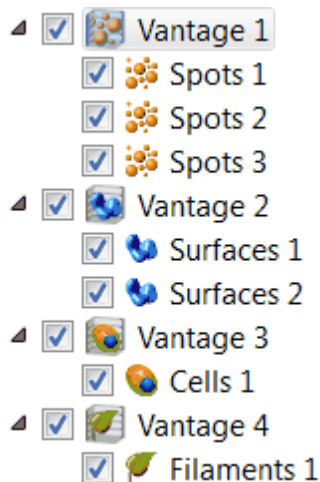 Vantage 1
Spots 1
Spots 2
Spots 3
Vantage 2
Surfaces 1
Surfaces 2
Vantage 3
Cells 1
Vantage 4
Filaments 1